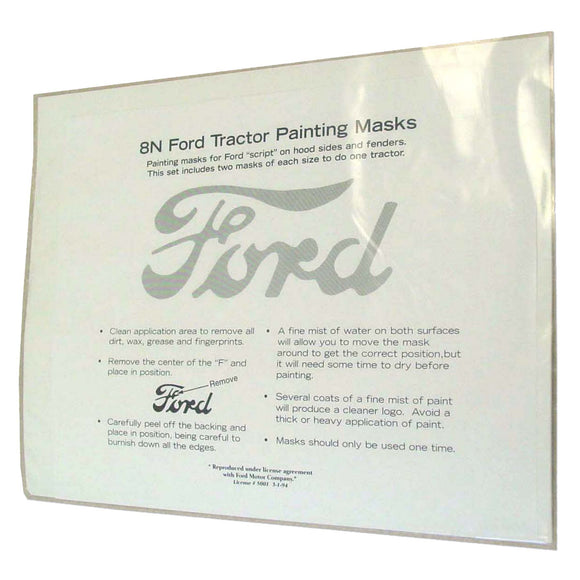 8N Ford Tractor Painting Masks
Painting masks for Ford "script" on hood sides and fenders.
This set includes two masks of each size to do one tractor.
Ford
• Clean application area to remove all
dirt, wax, grease and fingerprints.
• Remove the center of the "F" and
place in position.
Remove
Ford
• Carefully peel off the backing and
place in position, being careful to
burnish down all the edges.
• A fine mist of water on both surfaces
will allow you to move the mask
around to get the correct position,but
it will need some time to dry before
painting.
• Several coats of a fine mist of paint
will produce a cleaner logo. Avoid a
thick or heavy application of paint.
• Masks should only be used one time.
"Reproduced under license agreement
with Ford Motor Company."
License # 3-1-94